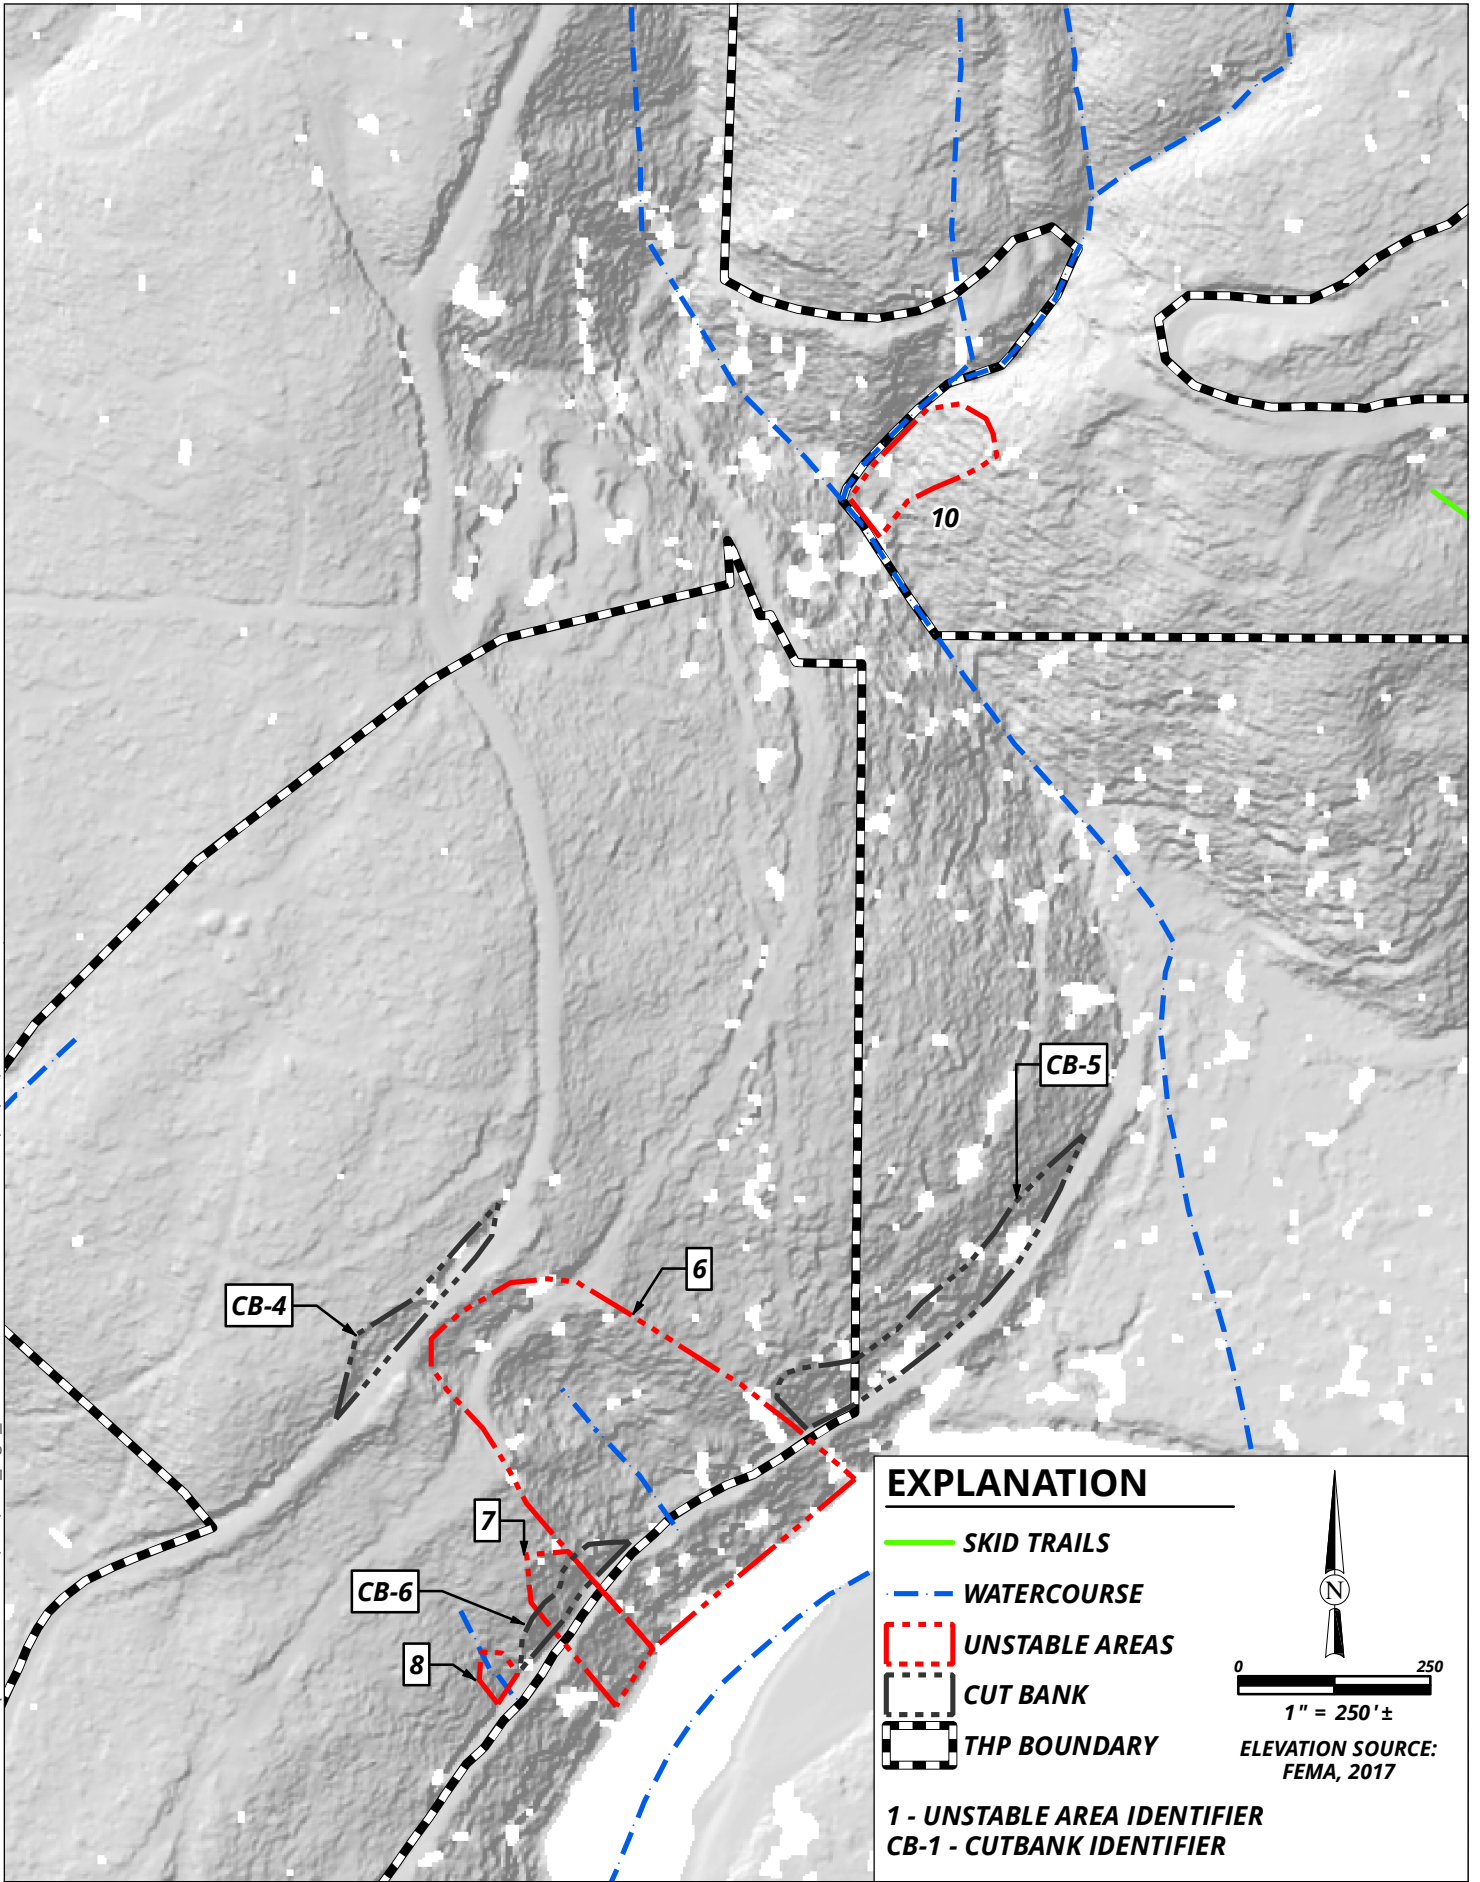 10
CB-5
6
CB-4
7
CB-6
8
EXPLANATION
SKID TRAILS
WATERCOURSE
UNSTABLE AREAS
CUT BANK
THP BOUNDARY
N
0 250
1" = 250'±
ELEVATION SOURCE:
FEMA, 2017
1 - UNSTABLE AREA IDENTIFIER
CB-1 - CUTBANK IDENTIFIER